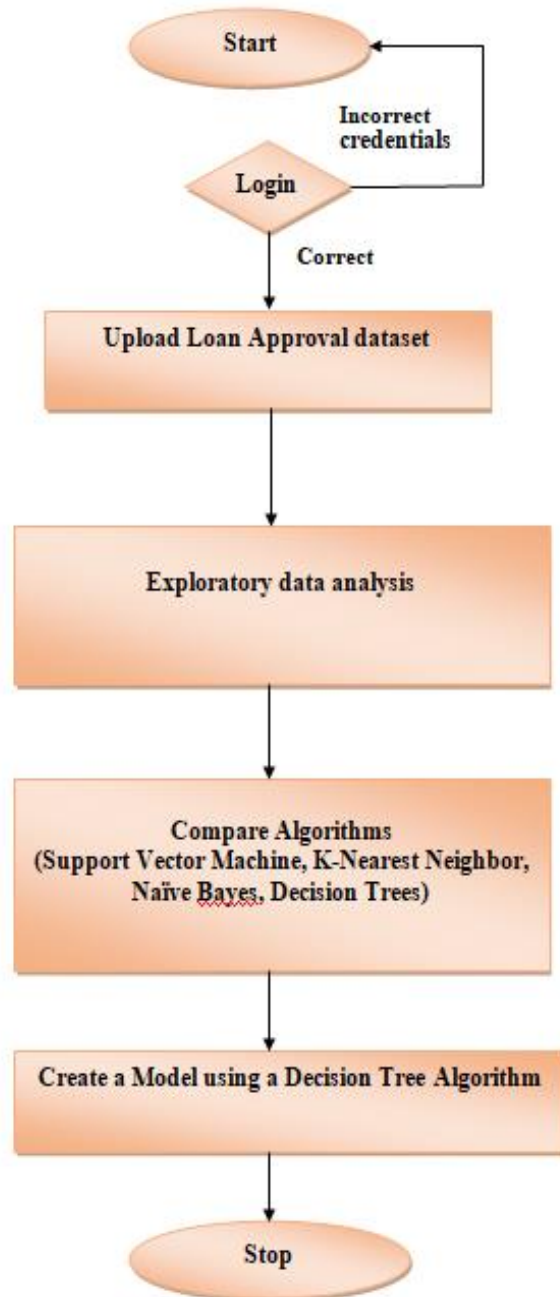 Start
Incorrect
credentials
Login
Correct
Upload Loan Approval dataset
Exploratory data analysis
Compare Algorithms
(Support Vector Machine, K-Nearest Neighbor,
Naïve Bayes, Decision Trees)
Create a Model using a Decision Tree Algorithm
Stop